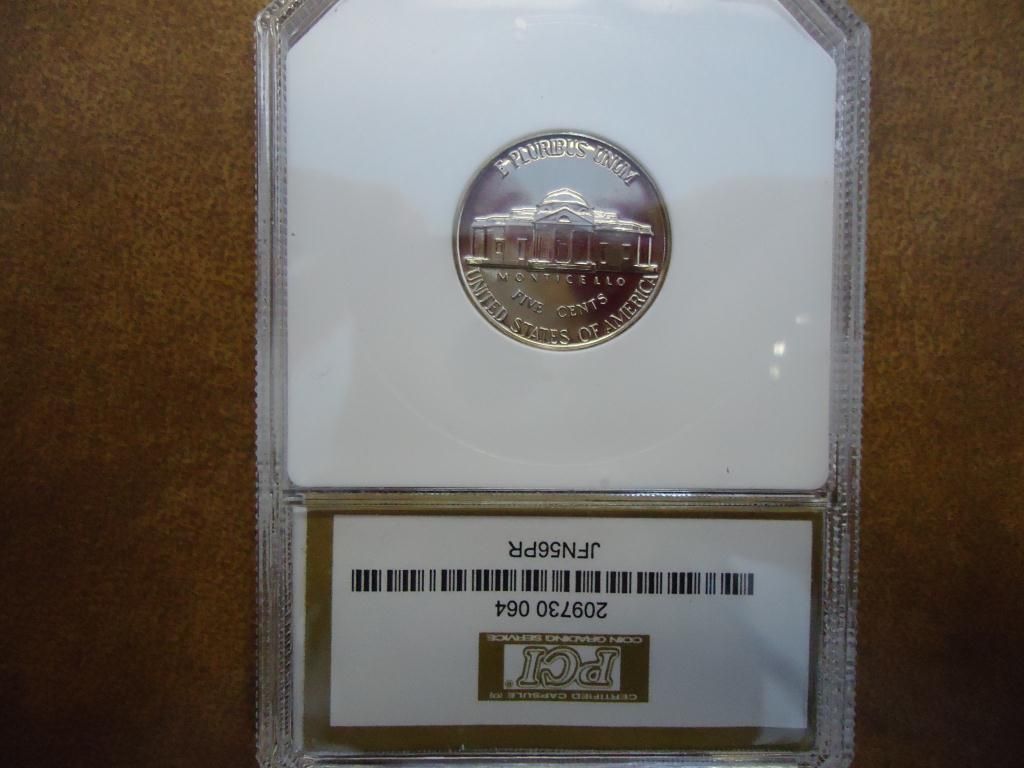 E PLURIBUS UNUM
MONTICELLO
FIVE CENTS
UNITED STATES OF AMERICA
CERTIFIED CAPSULE
PCI®
COIN GRADING SERVICE
209730 064
JFN56PR